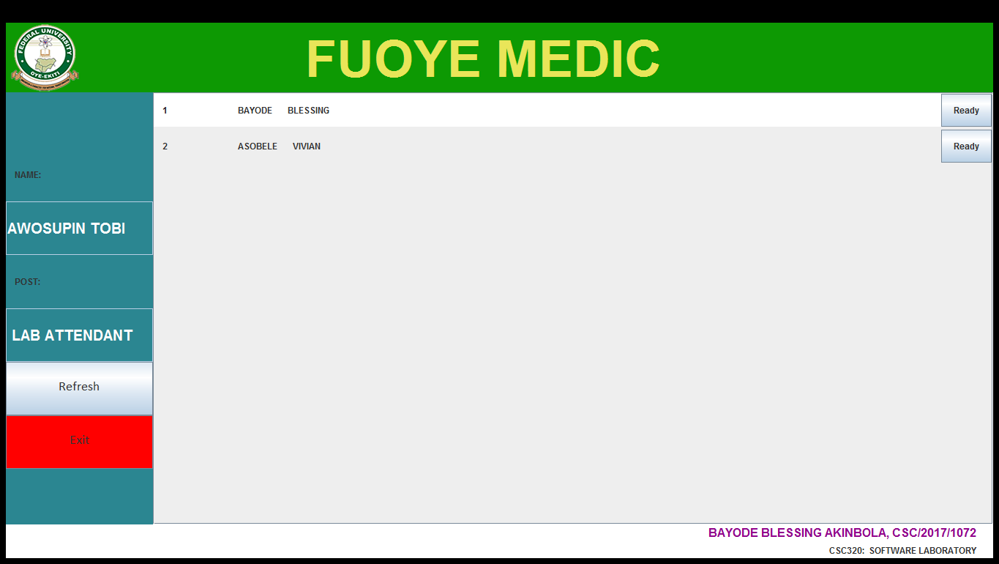 FEDERAL UNIVERSITY
OYE-EKITI
FUOYE MEDIC
1 BAYODE BLESSING Ready
2 ASOBELE VIVIAN Ready
NAME:
AWOSUPIN TOBI
POST:
LAB ATTENDANT
Refresh
Exit
BAYODE BLESSING AKINBOLA, CSC/2017/1072
CSC320: SOFTWARE LABORATORY